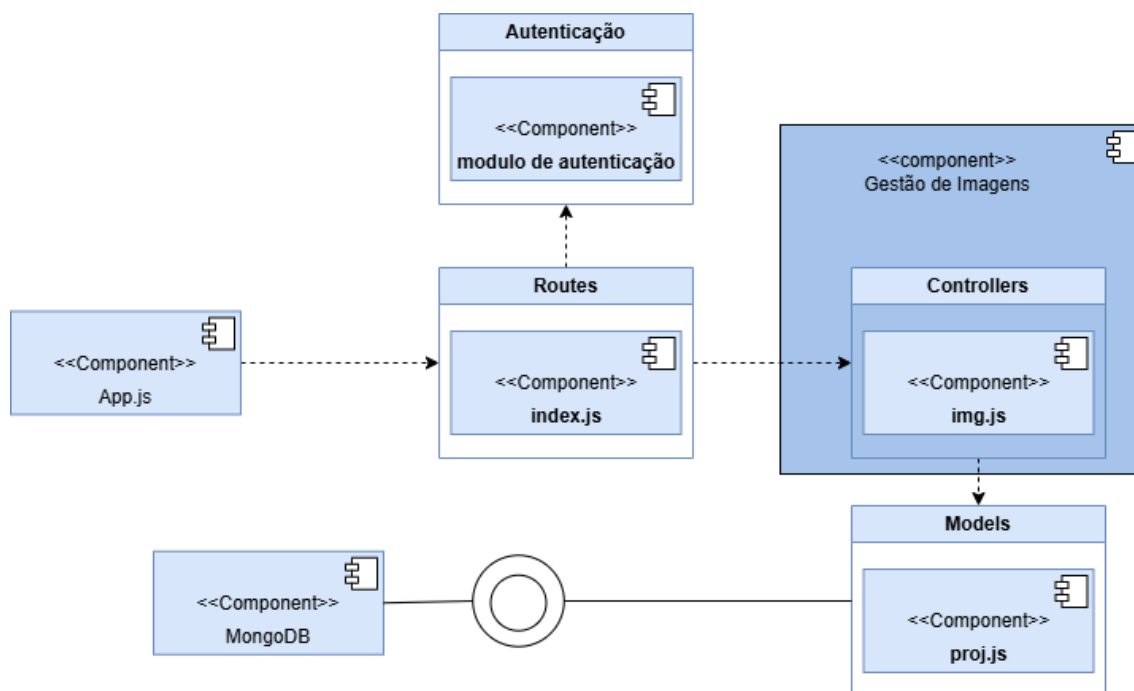 Autenticação
<<Component>>
modulo de autenticação
<<component>>
Gestão de Imagens
Routes
Controllers
<<Component>>
App.js
<<Component>>
index.js
<<Component>>
img.js
Models
<<Component>>
MongoDB
<<Component>>
proj.js